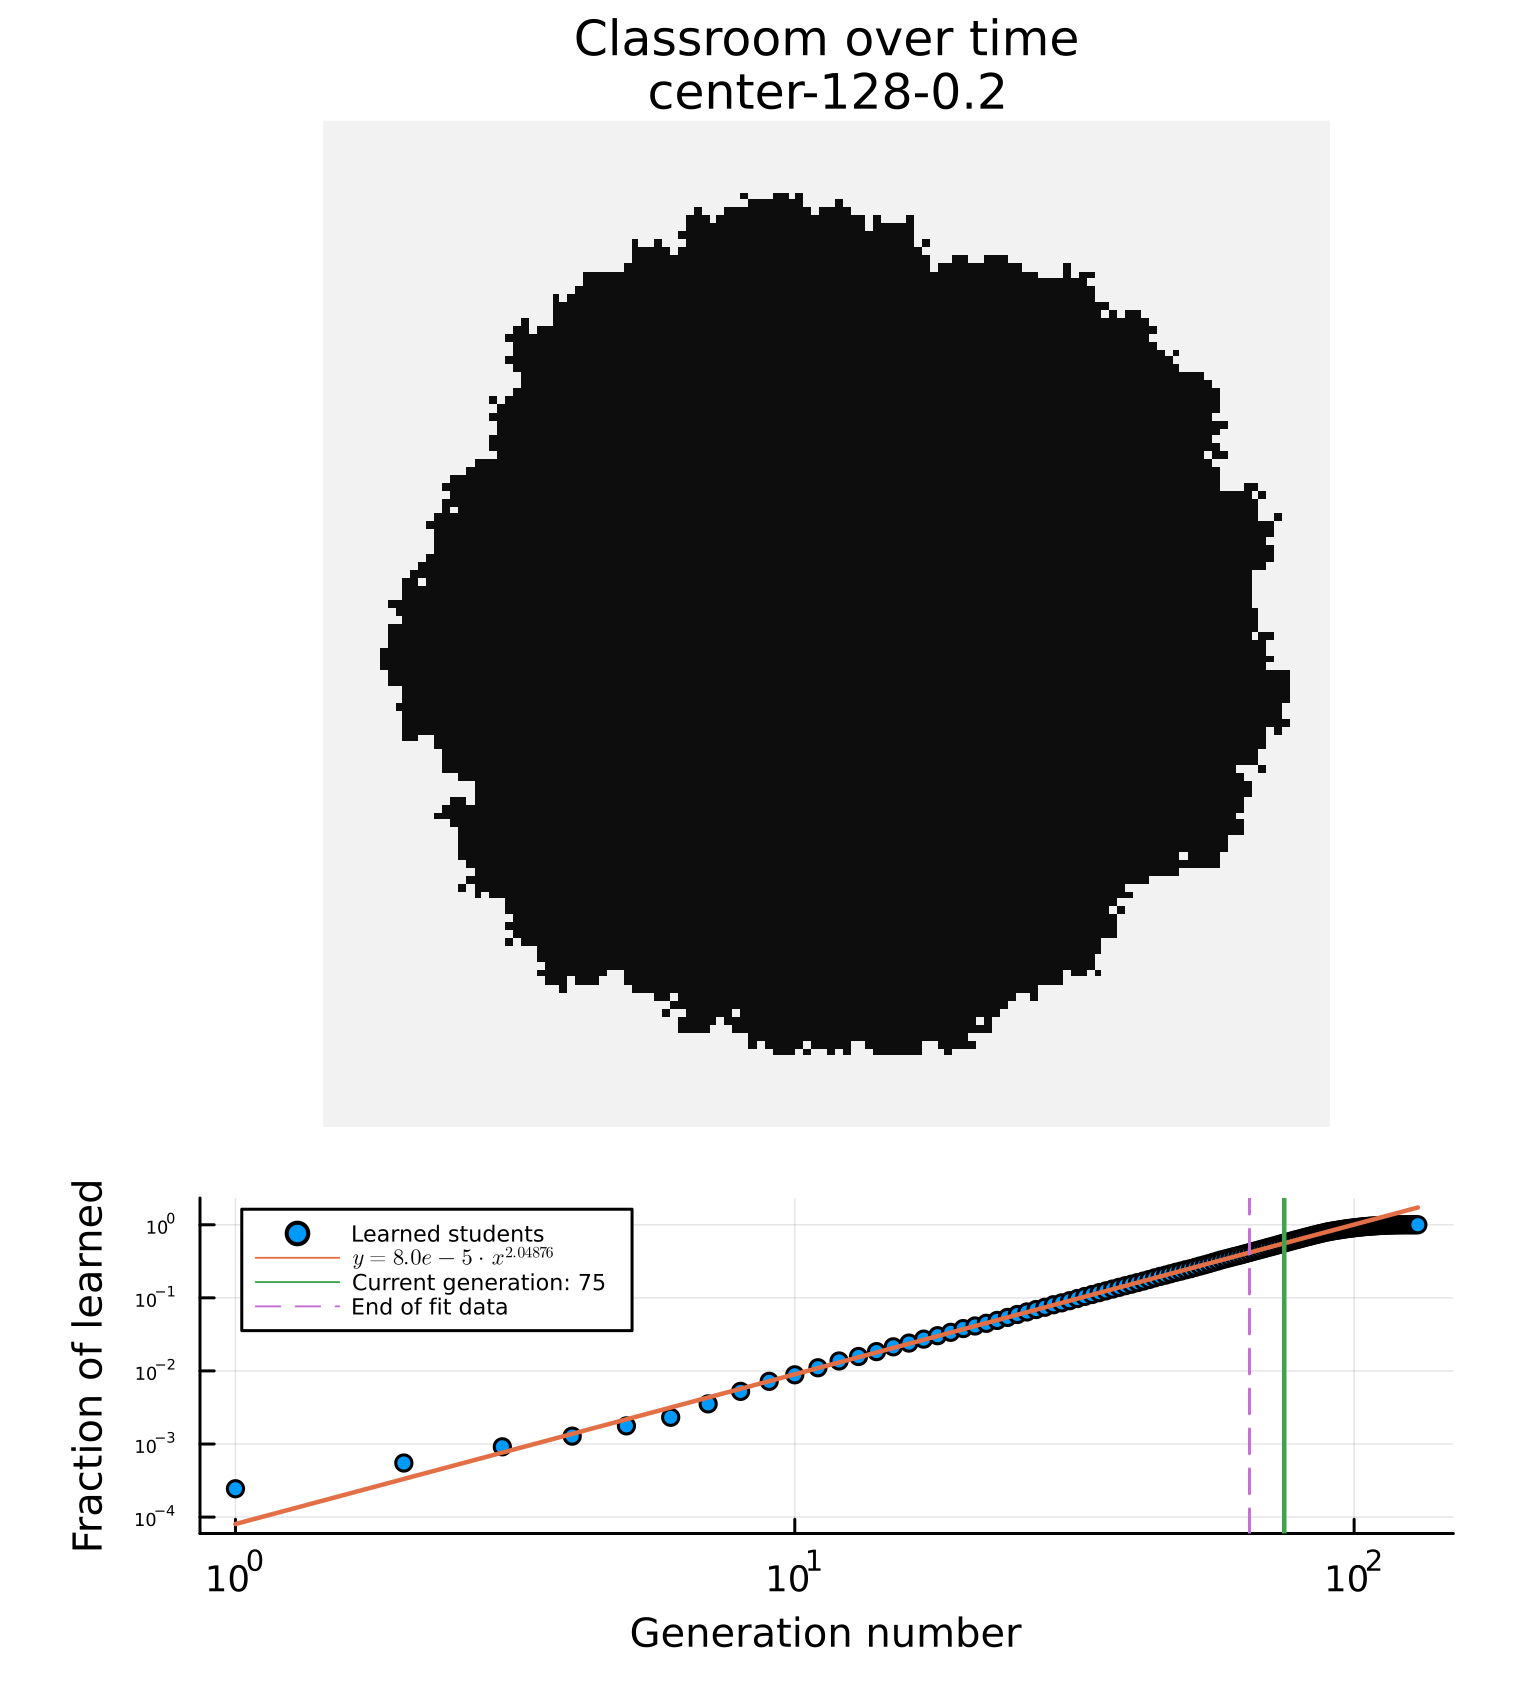 Classroom over time
center-128-0.2
Fraction of learned
10⁰
10⁻¹
10⁻²
10⁻³
10⁻⁴
Learned students
y = 8.0e − 5 · x^2.04876
Current generation: 75
End of fit data
10⁰ 10¹ 10²
Generation number